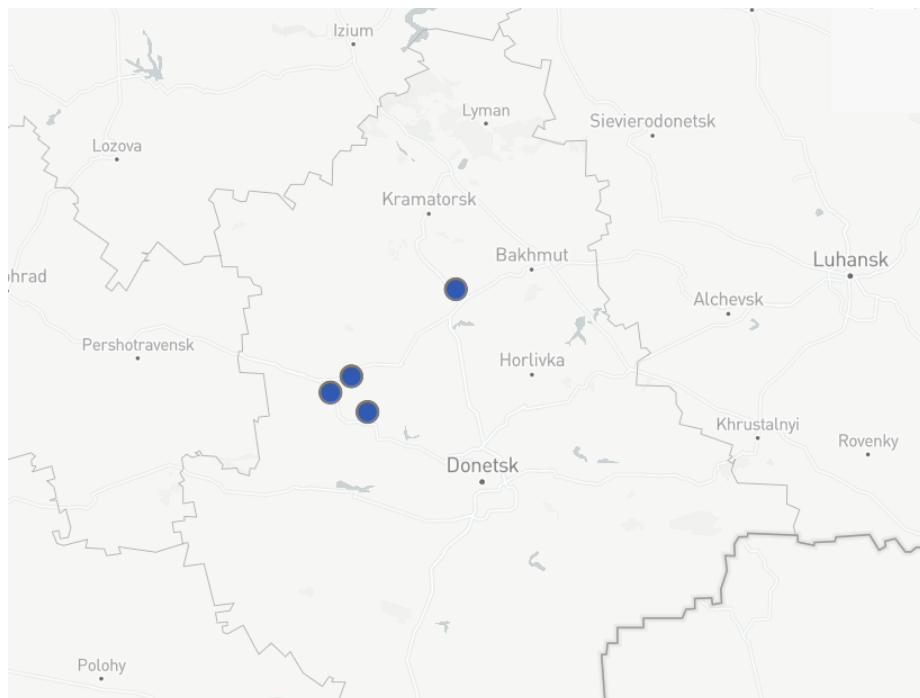 Izium
Lyman
Sievierodonetsk
Lozova
Kramatorsk
Bakhmut
Luhansk
ohrad
Alchevsk
Pershotravensk
Horlivka
Khrustalnyi
Rovenky
Donetsk
Polohy